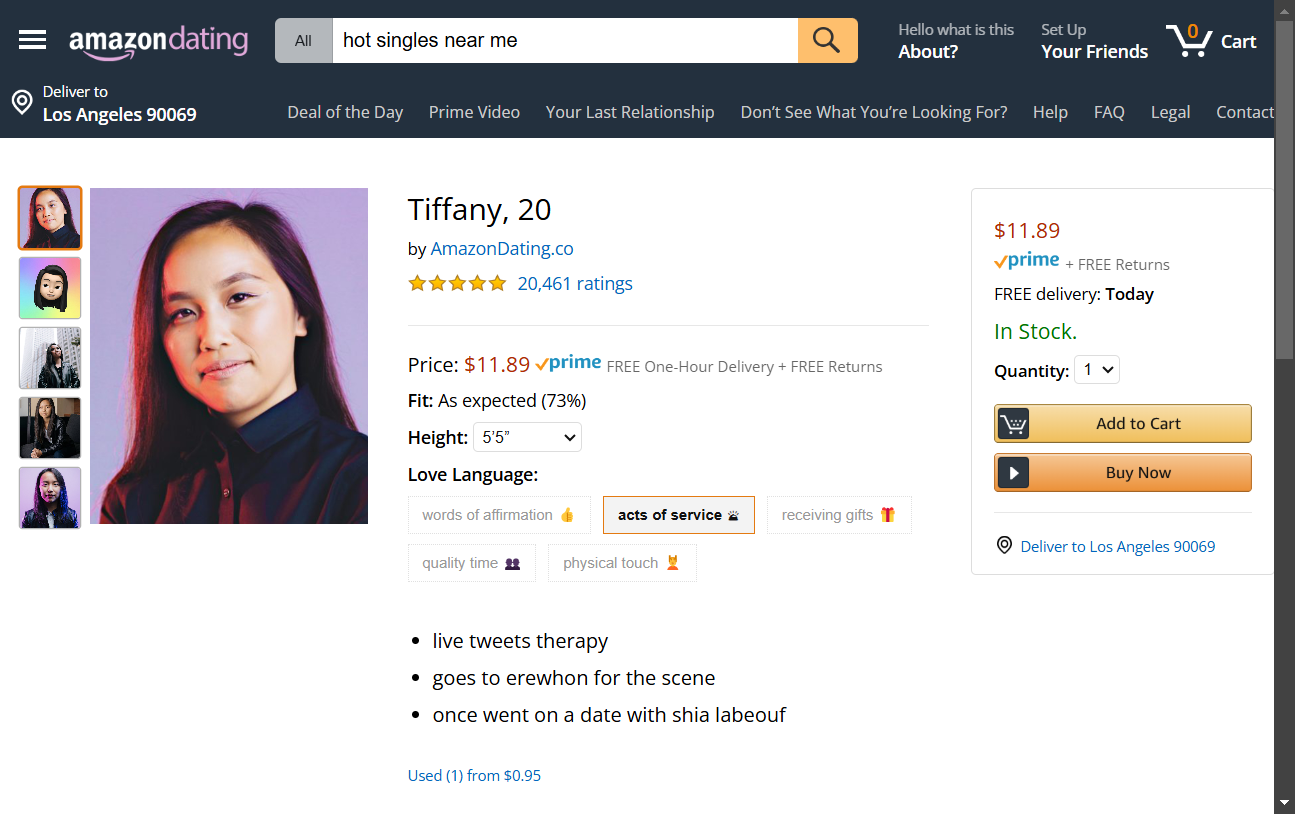 amazondating
All
hot singles near me
Hello what is this
About?
Set Up
Your Friends
0
Cart
Deliver to
Los Angeles 90069
Deal of the Day
Prime Video
Your Last Relationship
Don’t See What You’re Looking For?
Help
FAQ
Legal
Contact
Tiffany, 20
by AmazonDating.co
20,461 ratings
Price: $11.89 prime FREE One-Hour Delivery + FREE Returns
Fit: As expected (73%)
Height: 5’5”
Love Language:
words of affirmation 👍
acts of service 🛎
receiving gifts 🎁
quality time 👥
physical touch 💆
• live tweets therapy
• goes to erewhon for the scene
• once went on a date with shia labeouf
Used (1) from $0.95
$11.89
prime + FREE Returns
FREE delivery: Today
In Stock.
Quantity: 1
Add to Cart
Buy Now
Deliver to Los Angeles 90069